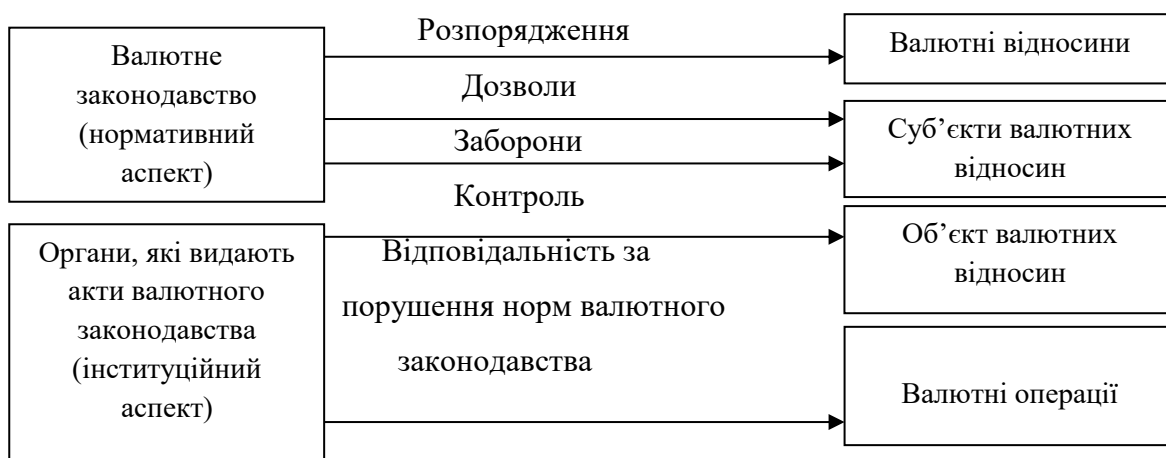 Валютне
законодавство
(нормативний
аспект)
Органи, які видають
акти валютного
законодавства
(інституційний
аспект)
Розпорядження
Дозволи
Заборони
Контроль
Відповідальність за
порушення норм валютного
законодавства
Валютні відносини
Суб’єкти валютних
відносин
Об’єкт валютних
відносин
Валютні операції